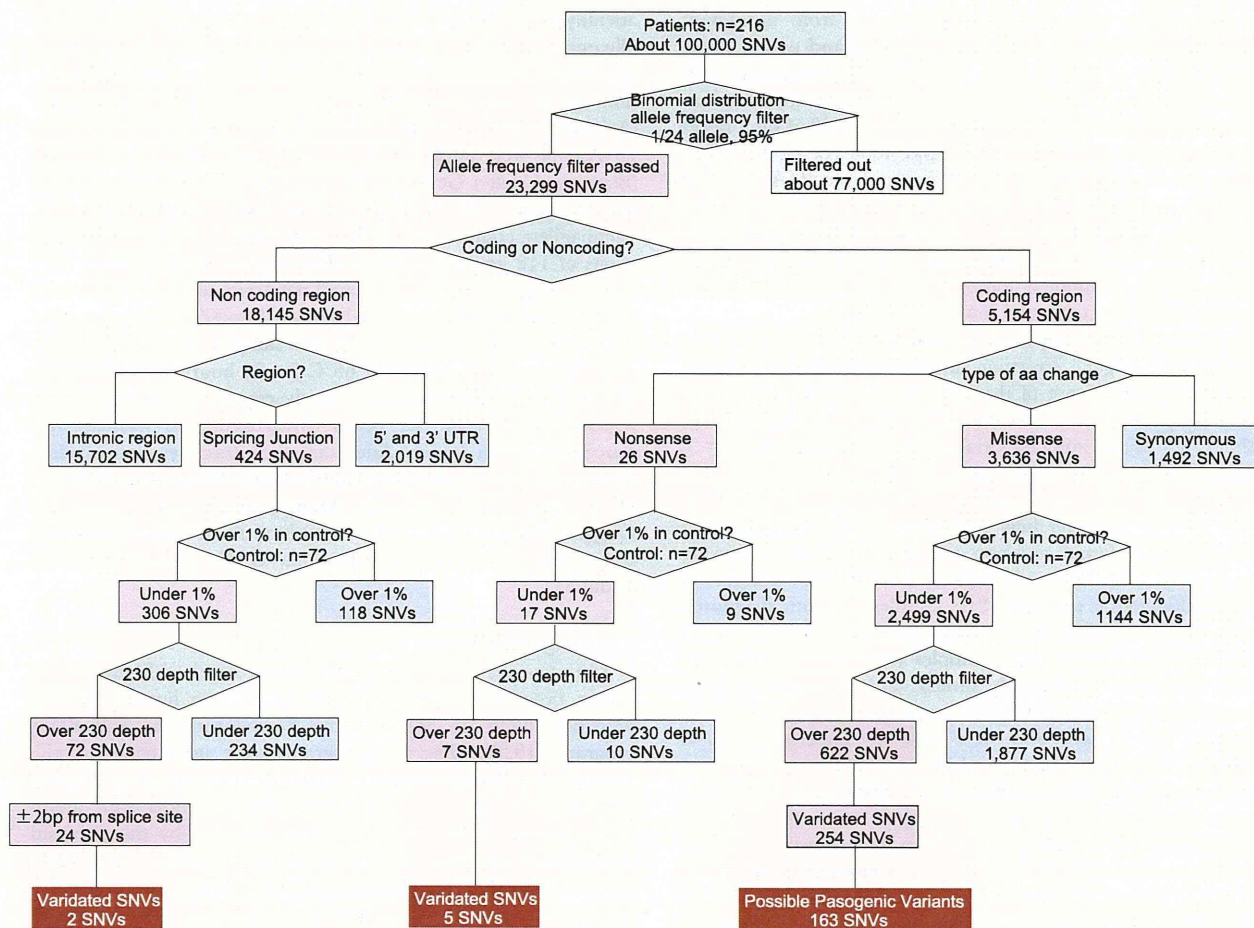 Patients: n=216
About 100,000 SNVs
Binomial distribution
allele frequency filter
1/24 allele, 95%
Allele frequency filter passed
23,299 SNVs
Filtered out
about 77,000 SNVs
Coding or Noncoding?
Non coding region
18,145 SNVs
Coding region
5,154 SNVs
Region?
type of aa change
Intronic region
15,702 SNVs
Spricing Junction
424 SNVs
5' and 3' UTR
2,019 SNVs
Nonsense
26 SNVs
Missense
3,636 SNVs
Synonymous
1,492 SNVs
Over 1% in control?
Control: n=72
Over 1% in control?
Control: n=72
Over 1% in control?
Control: n=72
Under 1%
306 SNVs
Over 1%
118 SNVs
Under 1%
17 SNVs
Over 1%
9 SNVs
Under 1%
2,499 SNVs
Over 1%
1144 SNVs
230 depth filter
230 depth filter
230 depth filter
Over 230 depth
72 SNVs
Under 230 depth
234 SNVs
Over 230 depth
7 SNVs
Under 230 depth
10 SNVs
Over 230 depth
622 SNVs
Under 230 depth
1,877 SNVs
±2bp from splice site
24 SNVs
Varidated SNVs
254 SNVs
Varidated SNVs
2 SNVs
Varidated SNVs
5 SNVs
Possible Pasogenic Variants
163 SNVs